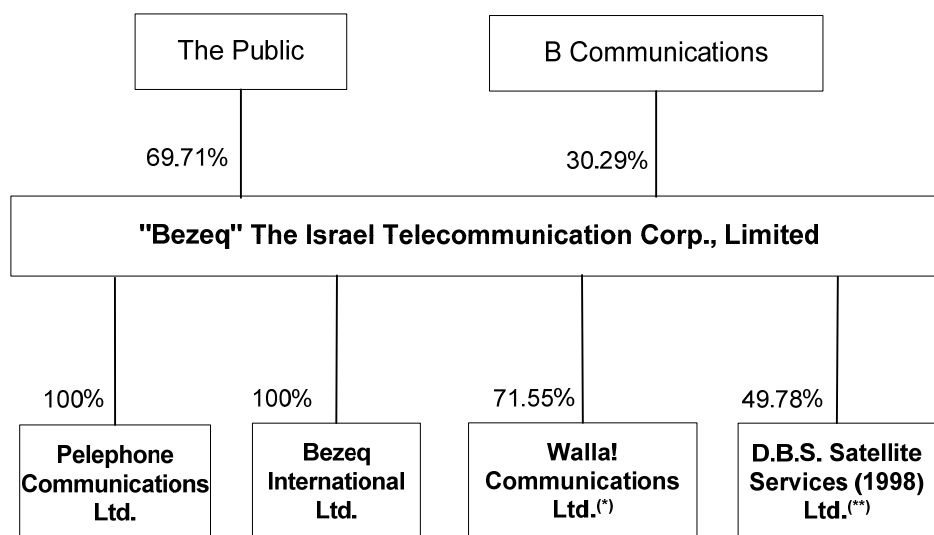 The Public
B Communications
69.71%
30.29%
"Bezeq" The Israel Telecommunication Corp., Limited
100%
100%
71.55%
49.78%
Pelephone
Communications
Ltd.
Bezeq
International
Ltd.
Walla!
Communications
Ltd.(*)
D.B.S. Satellite
Services (1998)
Ltd.(**)